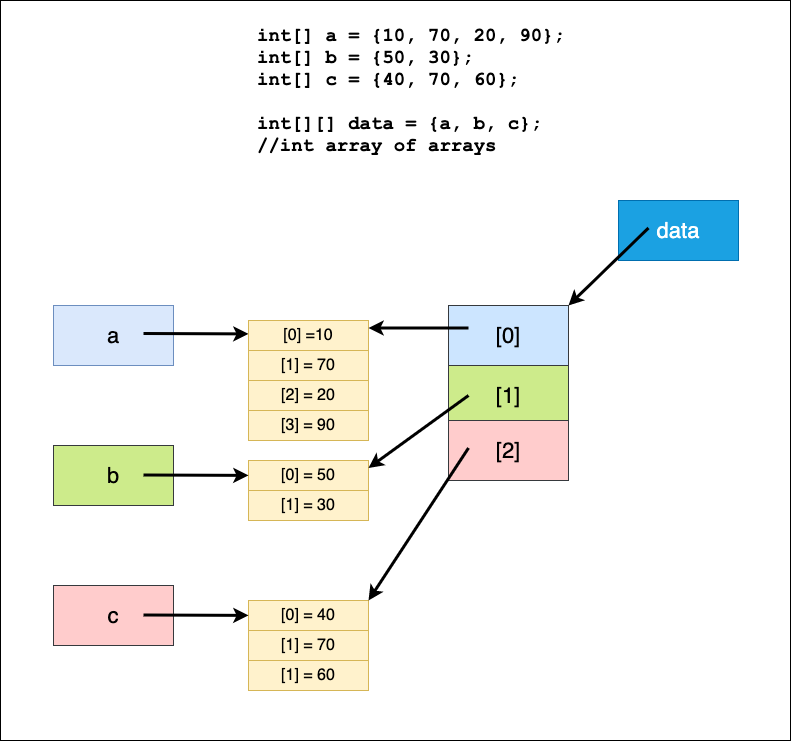 int[] a = {10, 70, 20, 90};
int[] b = {50, 30};
int[] c = {40, 70, 60};
int[][] data = {a, b, c};
//int array of arrays
data
a
[0] =10
[1] = 70
[2] = 20
[3] = 90
[0]
[1]
[2]
b
[0] = 50
[1] = 30
c
[0] = 40
[1] = 70
[1] = 60